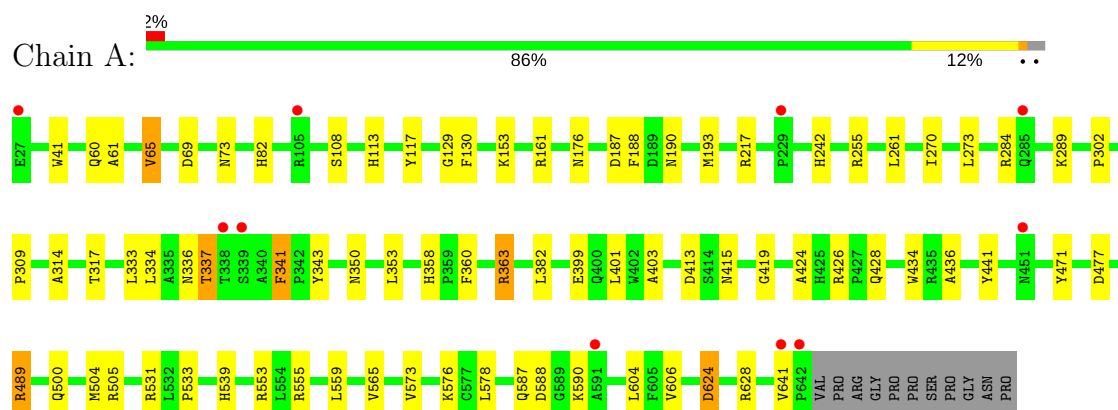 2%
Chain A:
86% 12% • •
E27 W41 Q60 A61 V65 D69 N73 H82 R105 S108 H113 Y117 G129 F130 K153 R161 N176 D187 F188 D189 N190 M193 R217 P229 H242 R255 L261 I270 L273 R284 Q285 K289 P302
P309 A314 T317 L333 L334 A335 N336 T337 T338 S339 A340 F341 P342 Y343 N350 L353 H358 P359 F360 R363 L382 E399 Q400 L401 W402 A403 D413 S414 N415 G419 A424 H425 R426 P427 Q428 W434 R435 A436 Y441 N451 Y471 D477
R489 Q500 M504 R505 R531 L532 P533 H539 R553 L554 R555 L559 V565 V573 K576 C577 L578 Q587 D588 G589 K590 A591 L604 F605 V606 D624 R628 V641 P642 VAL PRO ARG GLY PRO PRO SER PRO GLY ASN PRO